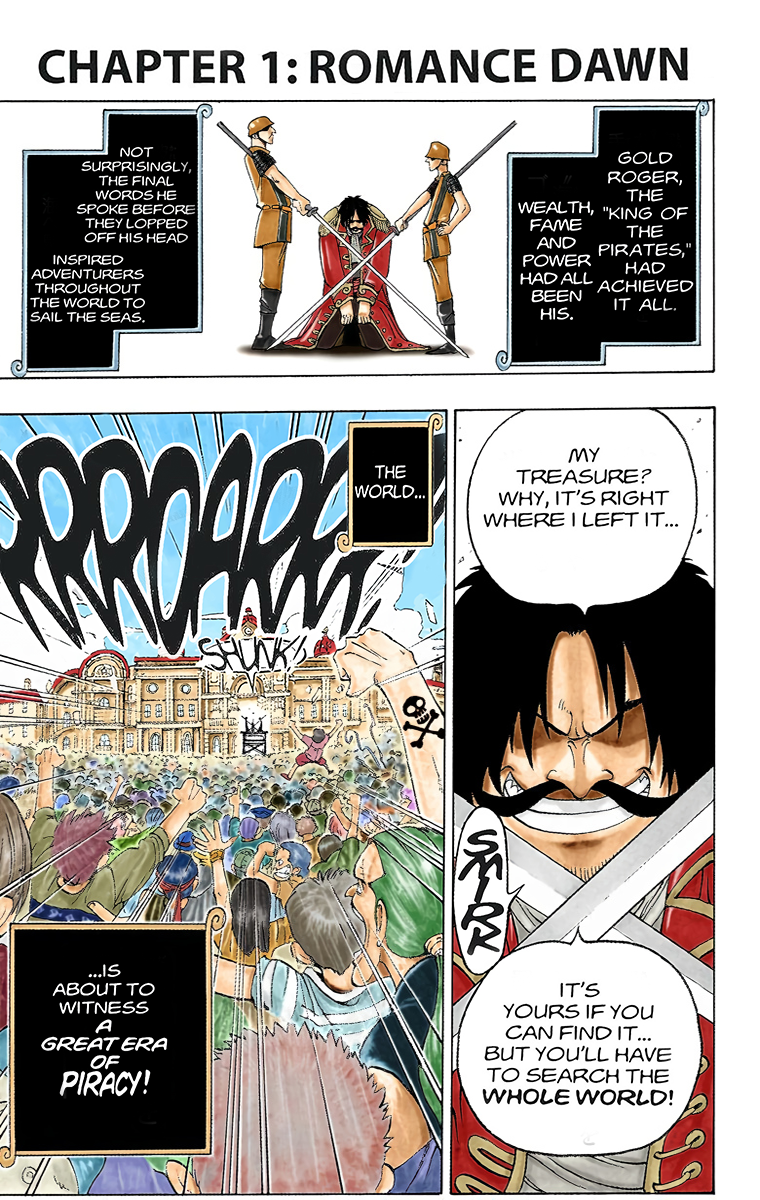 CHAPTER 1: ROMANCE DAWN
GOLD
ROGER,
THE
"KING OF
THE
PIRATES,"
HAD
ACHIEVED
IT ALL.
WEALTH,
FAME
AND
POWER
HAD ALL
BEEN
HIS.
NOT
SURPRISINGLY,
THE FINAL
WORDS HE
SPOKE BEFORE
THEY LOPPED
OFF HIS HEAD
INSPIRED
ADVENTURERS
THROUGHOUT
THE WORLD TO
SAIL THE SEAS.
MY
TREASURE?
WHY, IT'S RIGHT
WHERE I LEFT IT...
SMIRK
IT'S
YOURS IF YOU
CAN FIND IT...
BUT YOU'LL HAVE
TO SEARCH THE
WHOLE WORLD!
THE
WORLD...
RRROARR!
SHUNK!
...IS
ABOUT TO
WITNESS
A
GREAT ERA
OF
PIRACY!